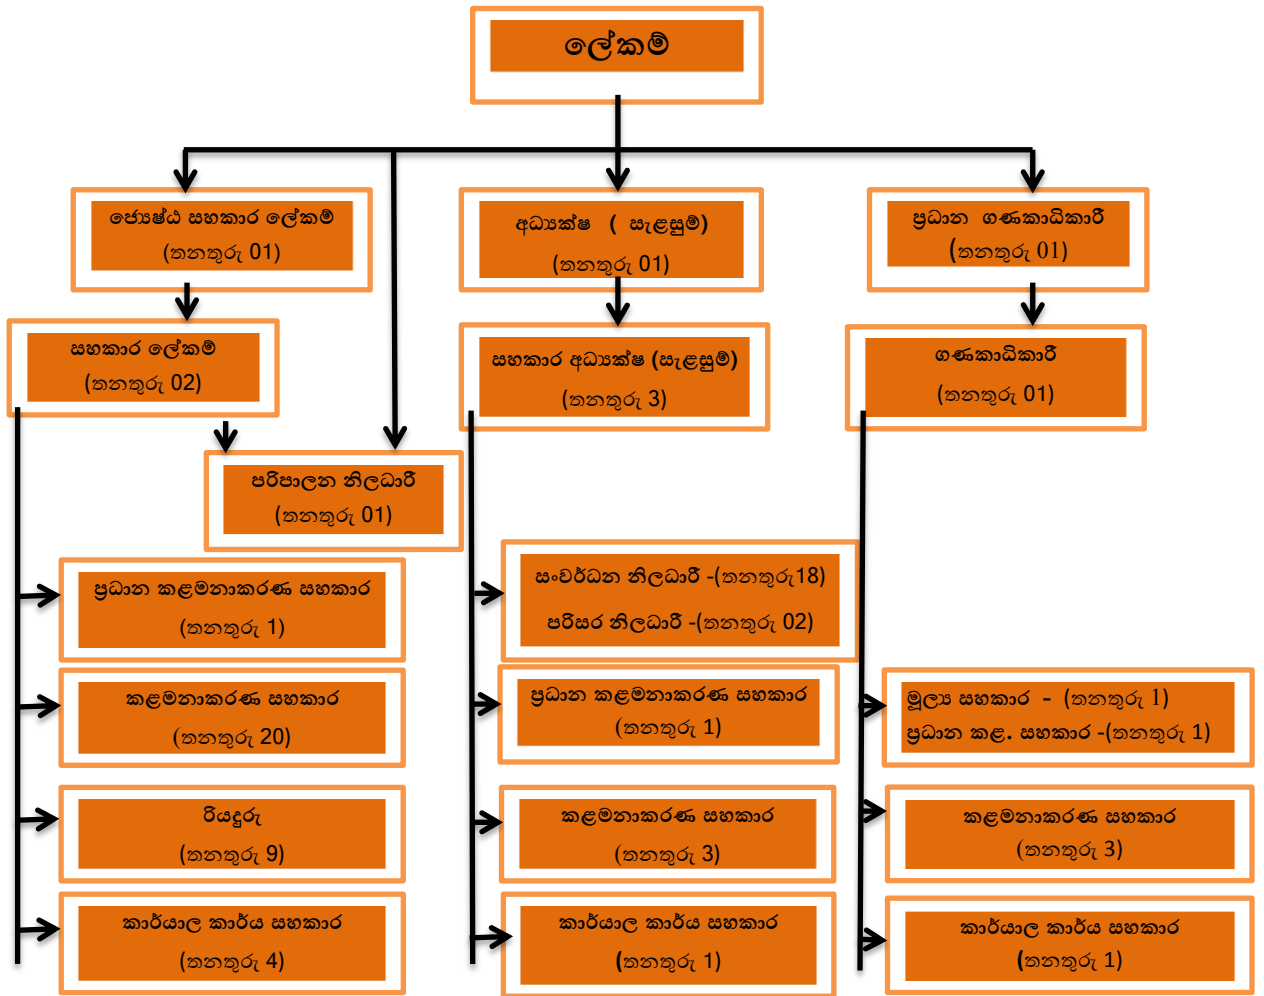 ලේකම්
ජ්‍යෙෂ්ඨ සහකාර ලේකම්
(තනතුරු 01)
අධ්‍යක්ෂ ( සැළසුම්)
(තනතුරු 01)
ප්‍රධාන ගණකාධිකාරී
(තනතුරු 01)
සහකාර ලේකම්
(තනතුරු 02)
සහකාර අධ්‍යක්ෂ (සැළසුම්)
(තනතුරු 3)
ගණකාධිකාරී
(තනතුරු 01)
පරිපාලන නිලධාරී
(තනතුරු 01)
ප්‍රධාන කළමනාකරණ සහකාර
(තනතුරු 1)
කළමනාකරණ සහකාර
(තනතුරු 20)
රියදුරු
(තනතුරු 9)
කාර්යාල කාර්ය සහකාර
(තනතුරු 4)
සංවර්ධන නිලධාරී -(තනතුරු18)
පරිසර නිලධාරී -(තනතුරු 02)
ප්‍රධාන කළමනාකරණ සහකාර
(තනතුරු 1)
කළමනාකරණ සහකාර
(තනතුරු 3)
කාර්යාල කාර්ය සහකාර
(තනතුරු 1)
මූල්‍ය සහකාර - (තනතුරු 1)
ප්‍රධාන කළ. සහකාර -(තනතුරු 1)
කළමනාකරණ සහකාර
(තනතුරු 3)
කාර්යාල කාර්ය සහකාර
(තනතුරු 1)